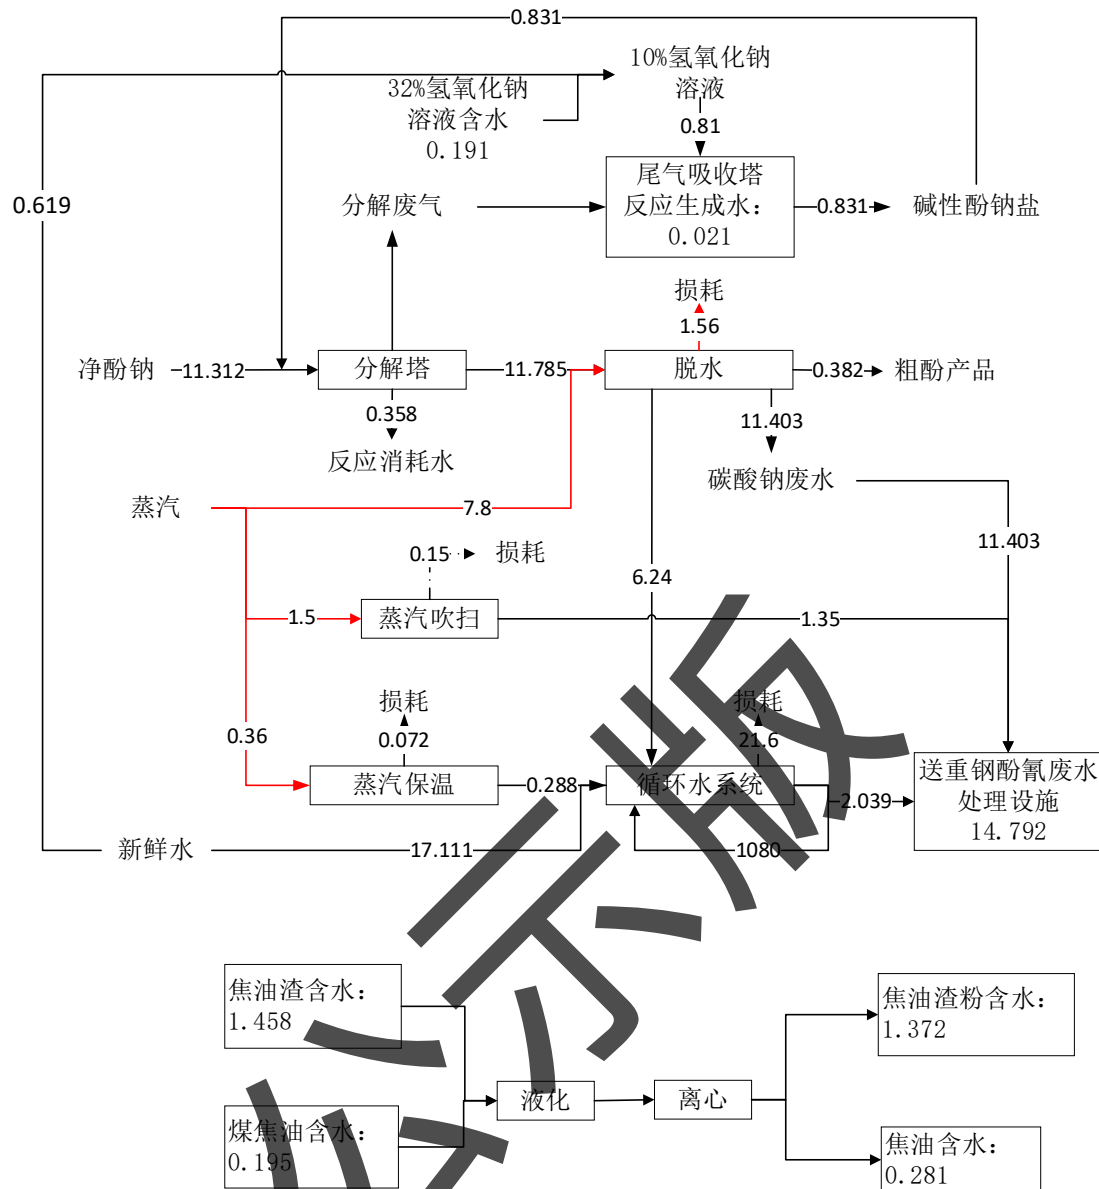 0.831
10%氢氧化钠
溶液
32%氢氧化钠
溶液含水
0.191
0.81
0.619
尾气吸收塔
反应生成水：
0.021
分解废气
0.831
碱性酚钠盐
损耗
1.56
净酚钠
11.312
分解塔
11.785
脱水
0.382
粗酚产品
0.358
反应消耗水
11.403
碳酸钠废水
蒸汽
7.8
11.403
0.15
损耗
6.24
1.5
蒸汽吹扫
1.35
损耗
损耗
0.36
0.072
21.6
蒸汽保温
0.288
循环水系统
2.039
送重钢酚氰废水
处理设施
14.792
新鲜水
17.111
1080
焦油渣含水：
1.458
焦油渣粉含水：
1.372
液化
离心
煤焦油含水：
0.195
焦油含水：
0.281
示版